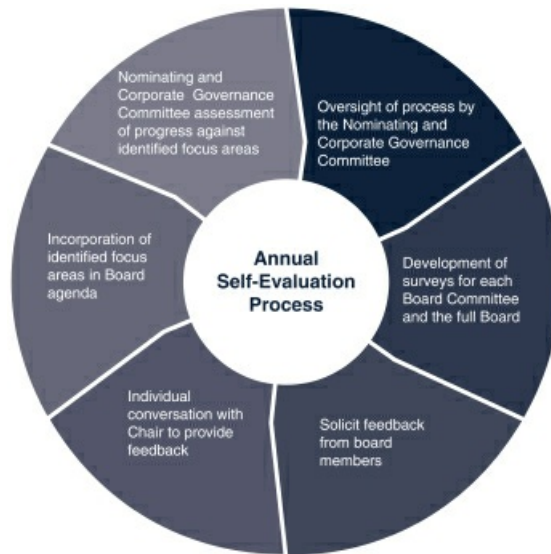 Nominating and
Corporate Governance
Committee assessment
of progress against
identified focus areas
Oversight of process by
the Nominating and
Corporate Governance
Committee
Development of
surveys for each
Board Committee
and the full Board
Solicit feedback
from board
members
Individual
conversation with
Chair to provide
feedback
Incorporation of
identified focus
areas in Board
agenda
Annual
Self-Evaluation
Process